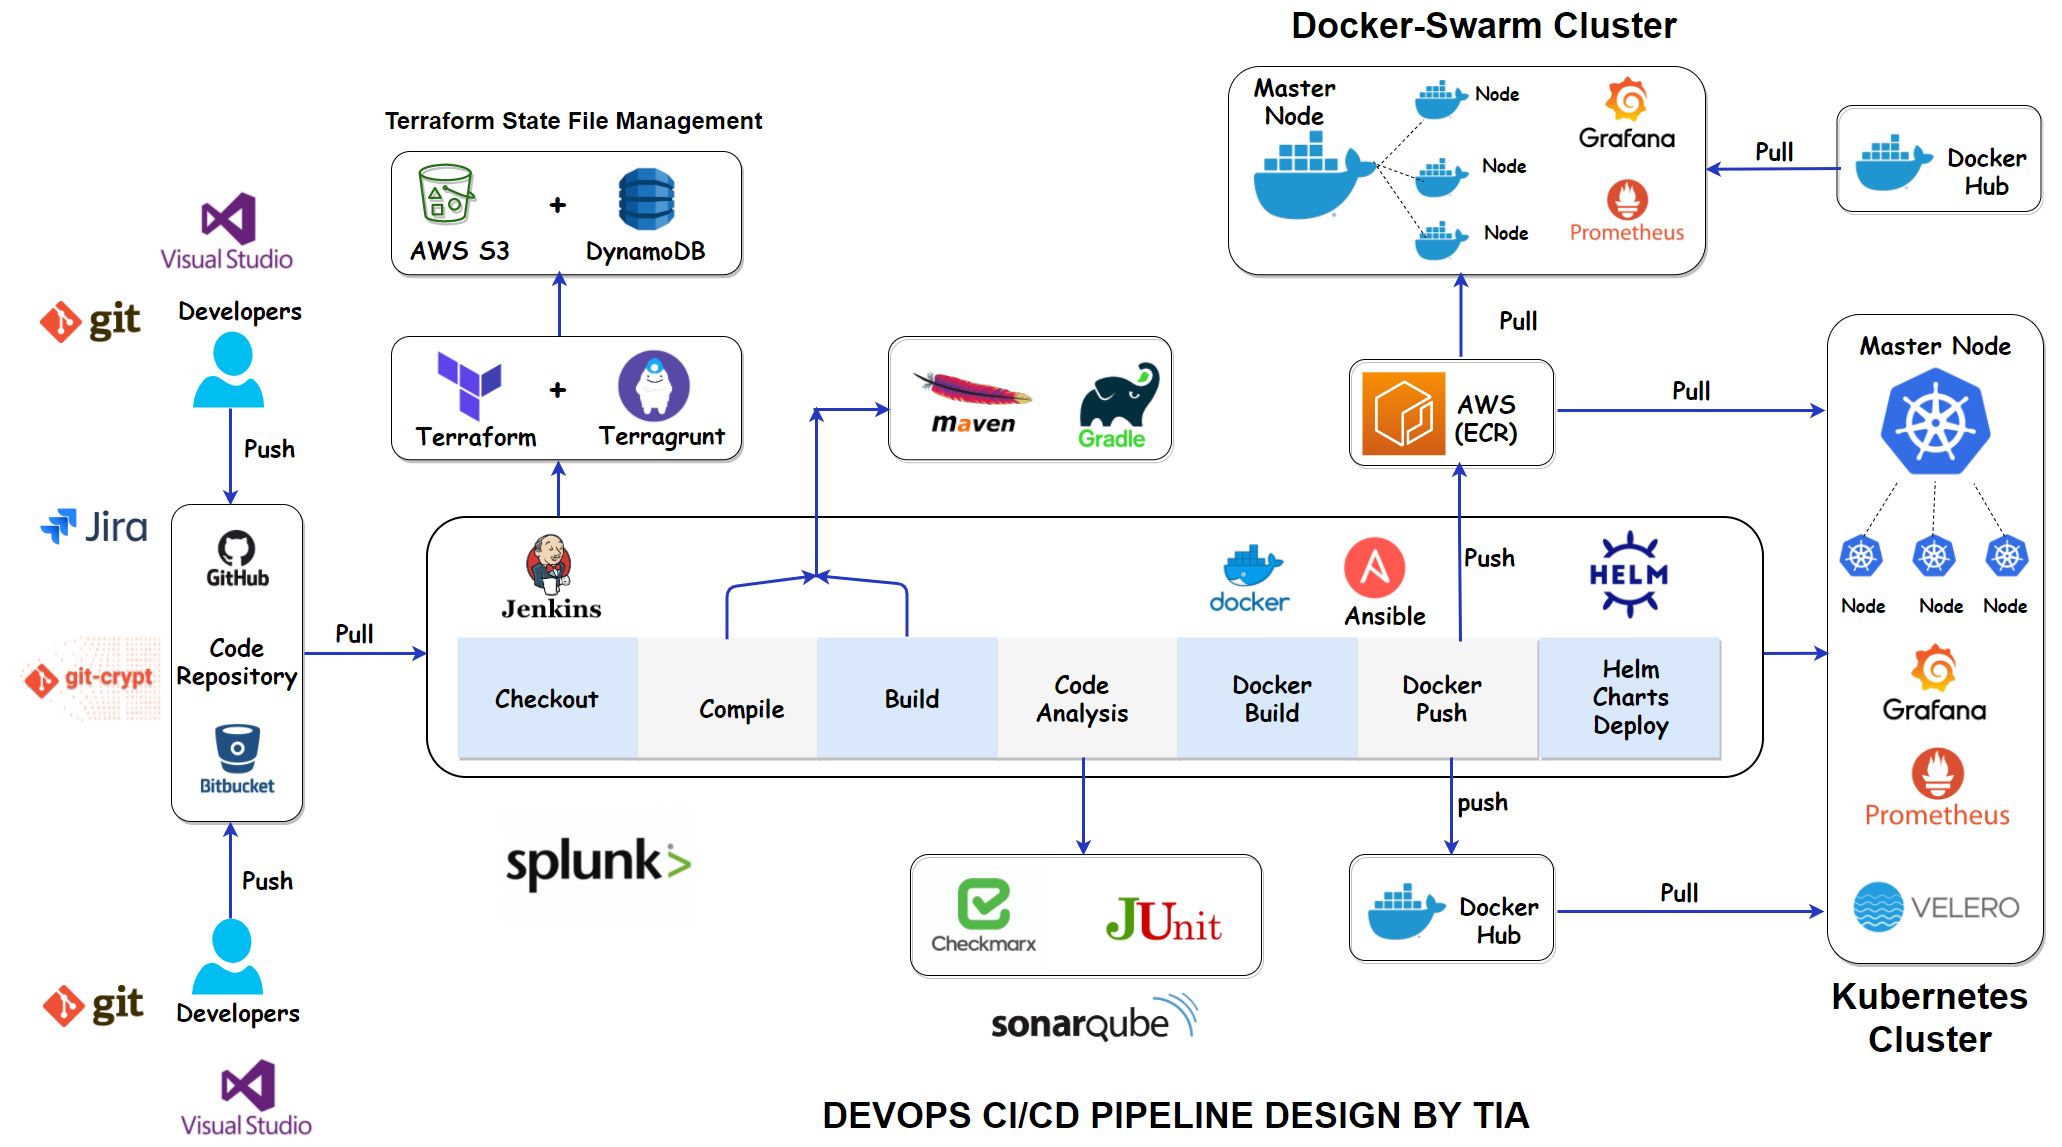 Docker-Swarm Cluster
Master
Node
Node
Node
Node
Grafana
Prometheus
Pull
Docker
Hub
Terraform State File Management
AWS S3
+
DynamoDB
Visual Studio
git
Developers
Push
Terraform
+
Terragrunt
maven
Gradle
Pull
AWS
(ECR)
Pull
Master Node
Node
Node
Node
Grafana
Prometheus
VELERO
Kubernetes
Cluster
Jira
GitHub
Code
Repository
Bitbucket
git-crypt
Pull
Jenkins
docker
Ansible
Push
HELM
Checkout
Compile
Build
Code
Analysis
Docker
Build
Docker
Push
Helm
Charts
Deploy
splunk>
push
Checkmarx
JUnit
Docker
Hub
Pull
sonarqube
Push
git
Developers
Visual Studio
DEVOPS CI/CD PIPELINE DESIGN BY TIA